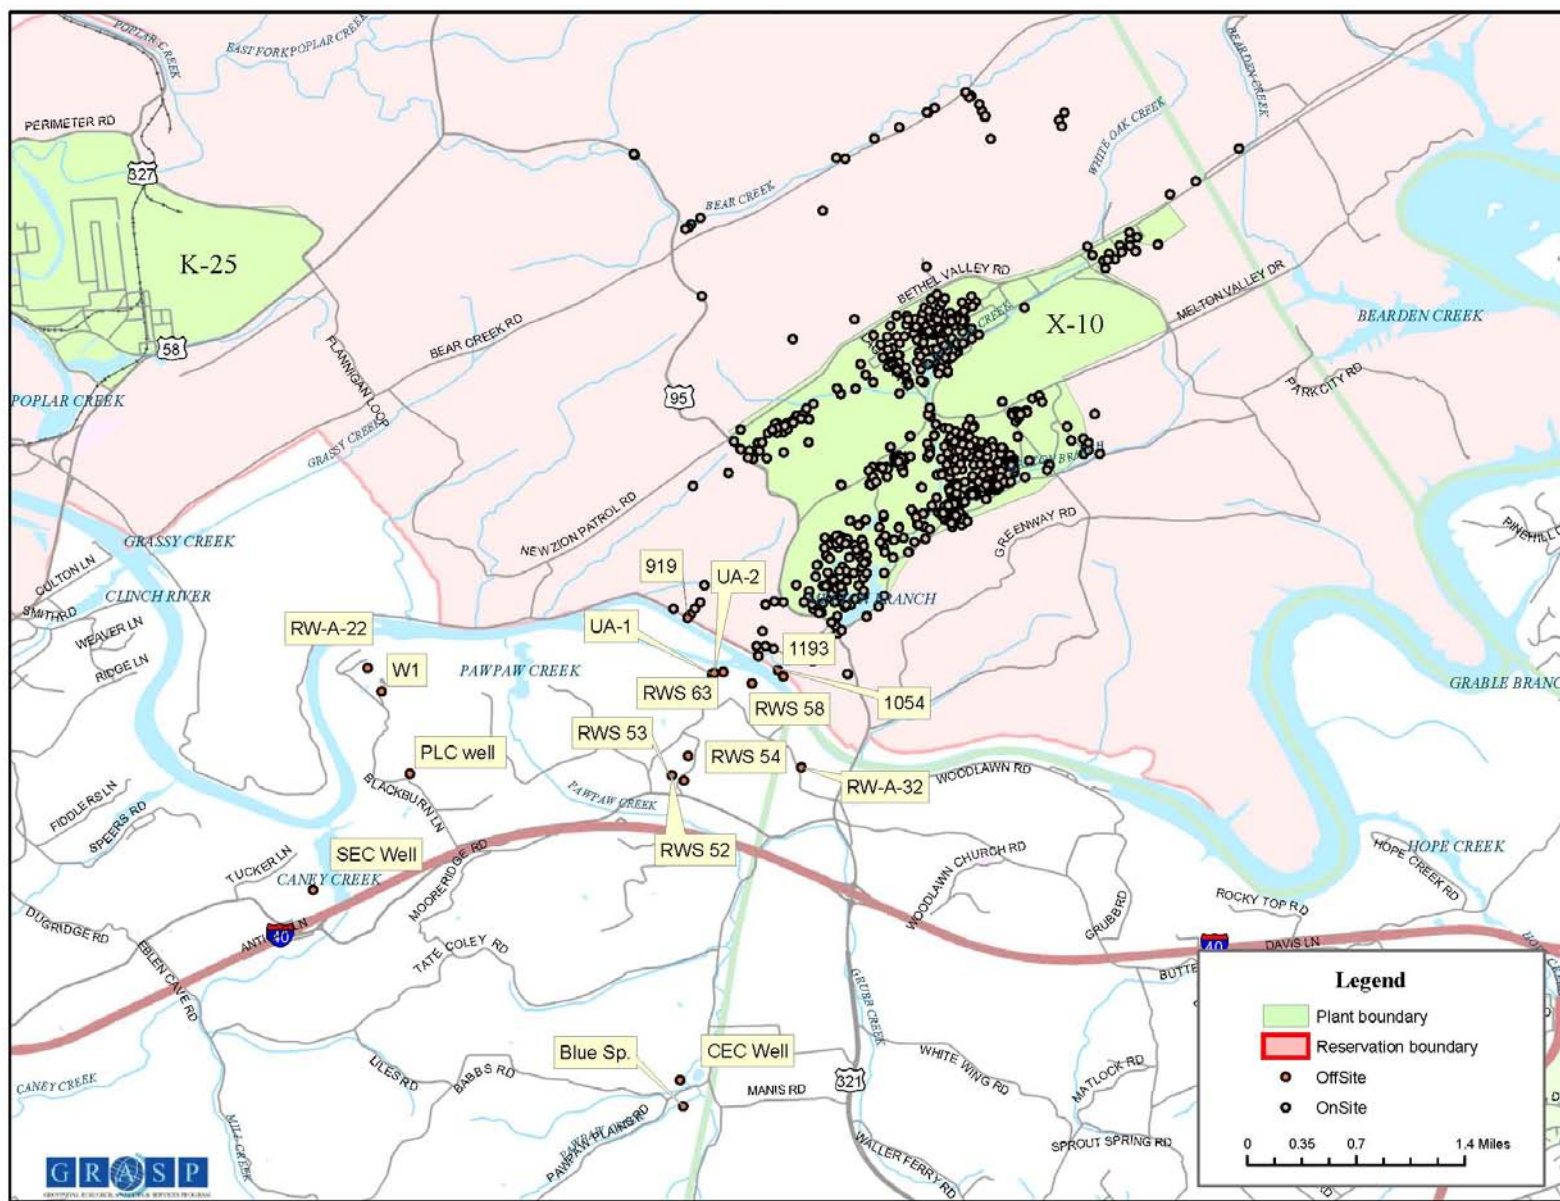 POPLAR CREEK
EAST FORK POPLAR CREEK
BEARDEN CREEK
PERIMETER RD
327
WHITE OAK CREEK
BEAR CREEK
K-25
BETHEL VALLEY RD
MELTON VALLEY DR
X-10
CREEK
BEARDEN CREEK
58
BEAR CREEK RD
FLANNIGAN LOOP
95
PARK CITY RD
POPLAR CREEK
GRASSY CREEK
NEWZION PATROL RD
GREENWAY RD
PINEHILL D
GRASSY CREEK
CULTON LN
CLINCH RIVER
SMITH RD
WEAVER LN
RIDGE LN
919
UA-2
BRANCH
UA-1
RW-A-22
W1
PAWPAW CREEK
1193
RWS 63
RWS 58
1054
GRABLE BRANC
RWS 53
RWS 54
RW-A-32
WOODLAWN RD
PLC well
BLACKBURN LN
PAWPAW CREEK
FIDDLERS LN
SPEERS RD
SEC Well
RWS 52
TUCKER LN
CANEY CREEK
MOORERIDGE RD
WOODLAWN CHURCH RD
HOPE CREEK
HOPE CREEK RD
GRUBB RD
ROCKY TOP RD
DUGRIDGE RD
EBLEN CAVE RD
40
TATE COLEY RD
40
DAVIS LN
BUTTE
GRUBB CREEK
Blue Sp.
CEC Well
LILES RD
BABBS RD
MANIS RD
321
WHITE WING RD
MATLOCK RD
CANEY CREEK
MILL CREEK
PAWPAW PLAINS RD
WALLER FERRY RD
SPROUT SPRING RD
Legend
Plant boundary
Reservation boundary
OffSite
OnSite
0 0.35 0.7 1.4 Miles
GRASP